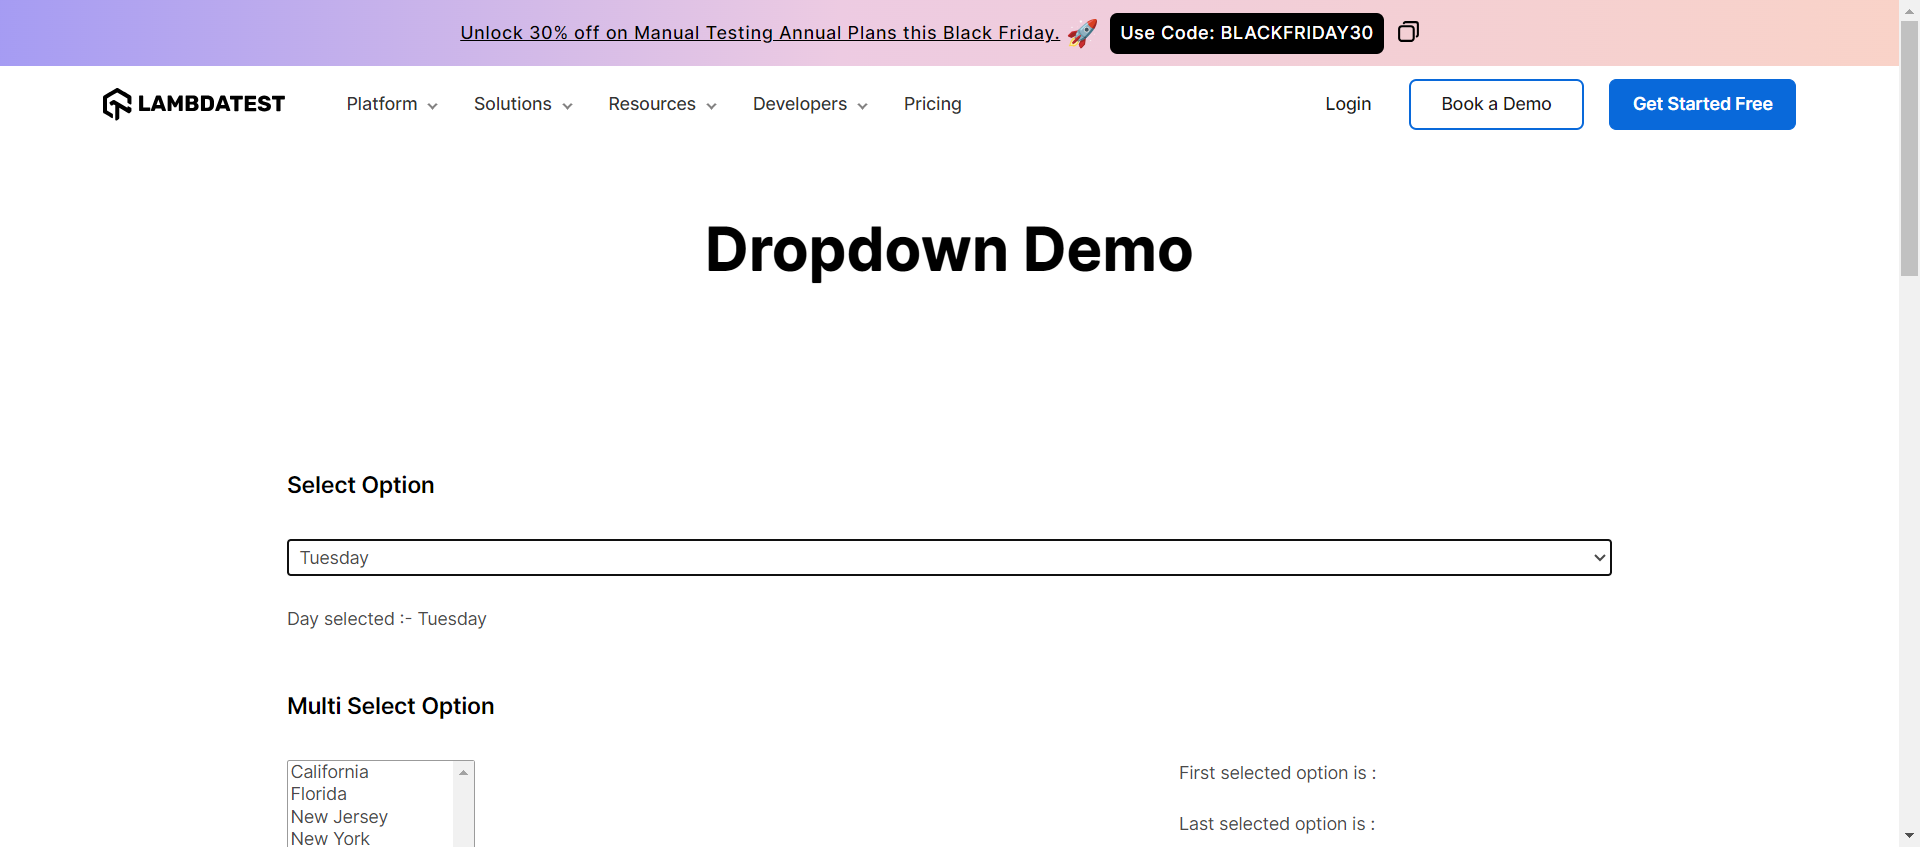 Unlock 30% off on Manual Testing Annual Plans this Black Friday. 🚀 Use Code: BLACKFRIDAY30
LAMBDATEST Platform Solutions Resources Developers Pricing Login Book a Demo Get Started Free
Dropdown Demo
Select Option
Tuesday
Day selected :- Tuesday
Multi Select Option
California
Florida
New Jersey
New York
First selected option is :
Last selected option is :